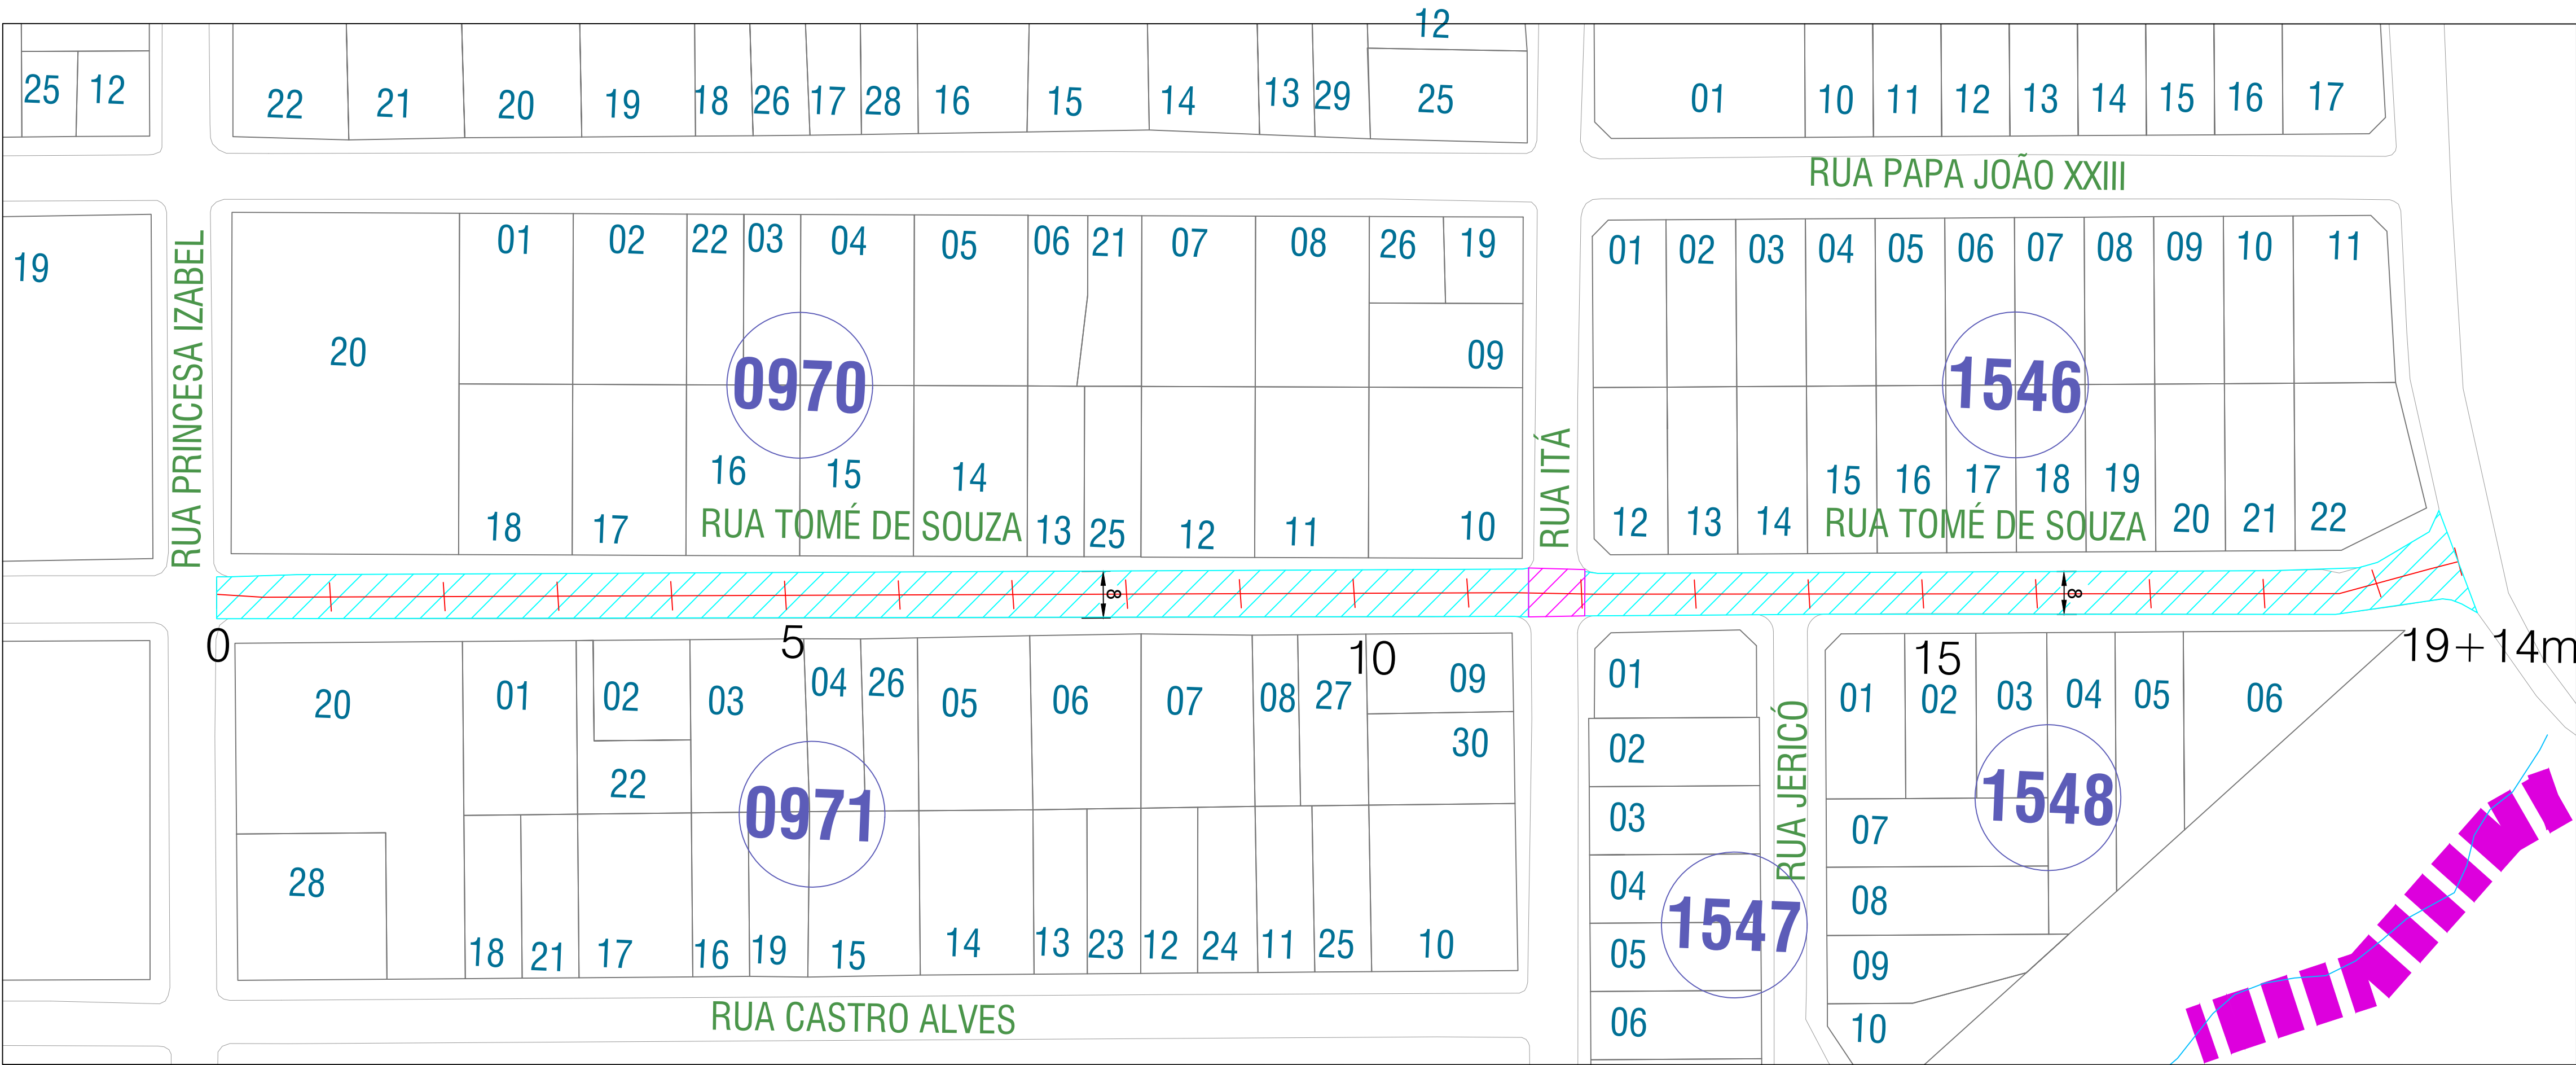 12
25 12 22 21 20 19 18 26 17 28 16 15 14 13 29 25 01 10 11 12 13 14 15 16 17
RUA PAPA JOÃO XXIII
19
RUA PRINCESA IZABEL
20 01 02 22 03 04 05 06 21 07 08 26 19
09
0970
16 15 14
18 17 RUA TOMÉ DE SOUZA 13 25 12 11 10
RUA ITÁ
01 02 03 04 05 06 07 08 09 10 11
1546
15 16 17 18 19
12 13 14 RUA TOMÉ DE SOUZA 20 21 22
8 8
0 5 10 15 19+14m
20 01 02 03 04 26 05 06 07 08 27 09
30
22
0971
28
18 21 17 16 19 15 14 13 23 12 24 11 25 10
RUA CASTRO ALVES
01
02
03
04
1547
05
06
RUA JERICÓ
01 02 03 04 05 06
1548
07
08
09
10